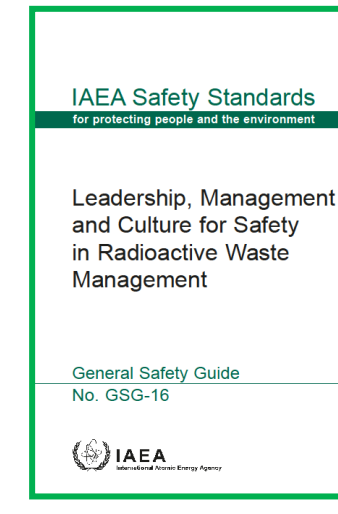 IAEA Safety Standards
for protecting people and the environment
Leadership, Management
and Culture for Safety
in Radioactive Waste
Management
General Safety Guide
No. GSG-16
IAEA
International Atomic Energy Agency